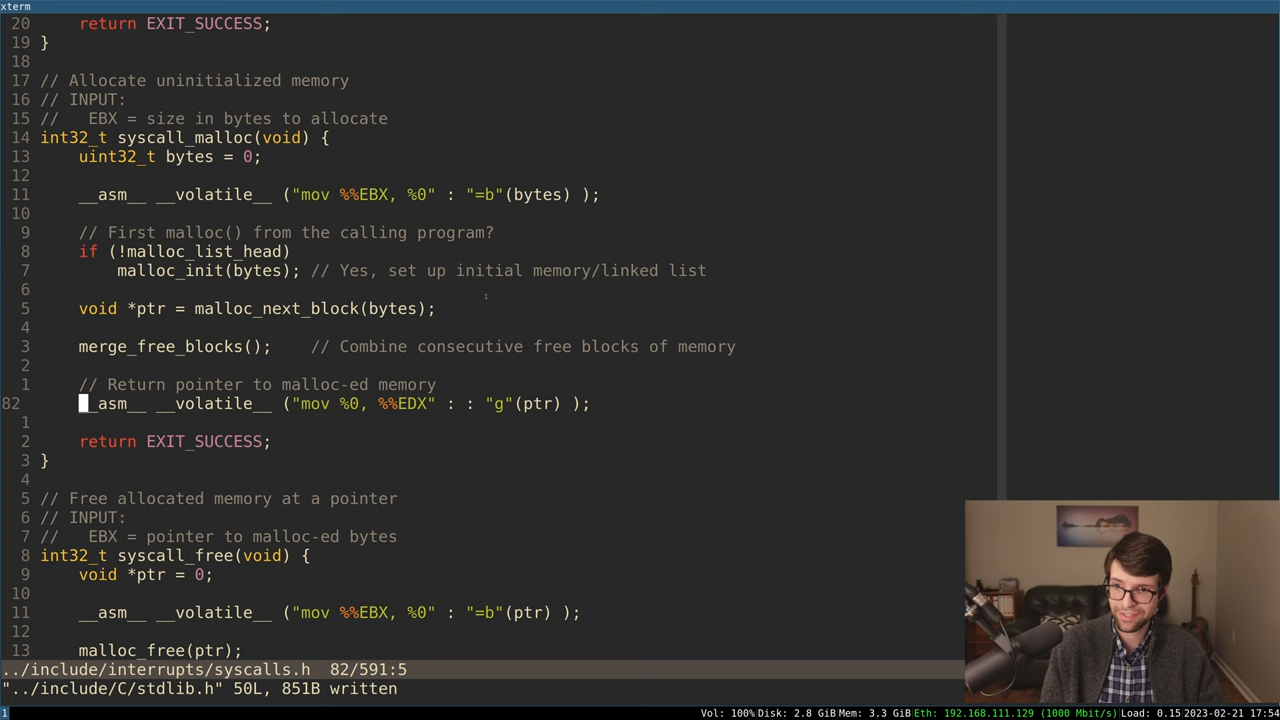 xterm
20     return EXIT_SUCCESS;
19 }
18
17 // Allocate uninitialized memory
16 // INPUT:
15 //   EBX = size in bytes to allocate
14 int32_t syscall_malloc(void) {
13     uint32_t bytes = 0;
12
11     __asm__ __volatile__ ("mov %%EBX, %0" : "=b"(bytes) );
10
9     // First malloc() from the calling program?
8     if (!malloc_list_head)
7         malloc_init(bytes); // Yes, set up initial memory/linked list
6
5     void *ptr = malloc_next_block(bytes);
4
3     merge_free_blocks();    // Combine consecutive free blocks of memory
2
1     // Return pointer to malloc-ed memory
82     __asm__ __volatile__ ("mov %0, %%EDX" : : "g"(ptr) );
1
2     return EXIT_SUCCESS;
3 }
4
5 // Free allocated memory at a pointer
6 // INPUT:
7 //   EBX = pointer to malloc-ed bytes
8 int32_t syscall_free(void) {
9     void *ptr = 0;
10
11     __asm__ __volatile__ ("mov %%EBX, %0" : "=b"(ptr) );
12
13     malloc_free(ptr);
../include/interrupts/syscalls.h  82/591:5
"../include/C/stdlib.h" 50L, 851B written
1 Vol: 100% Disk: 2.8 GiB Mem: 3.3 GiB Eth: 192.168.111.129 (1000 Mbit/s) Load: 0.15 2023-02-21 17:54